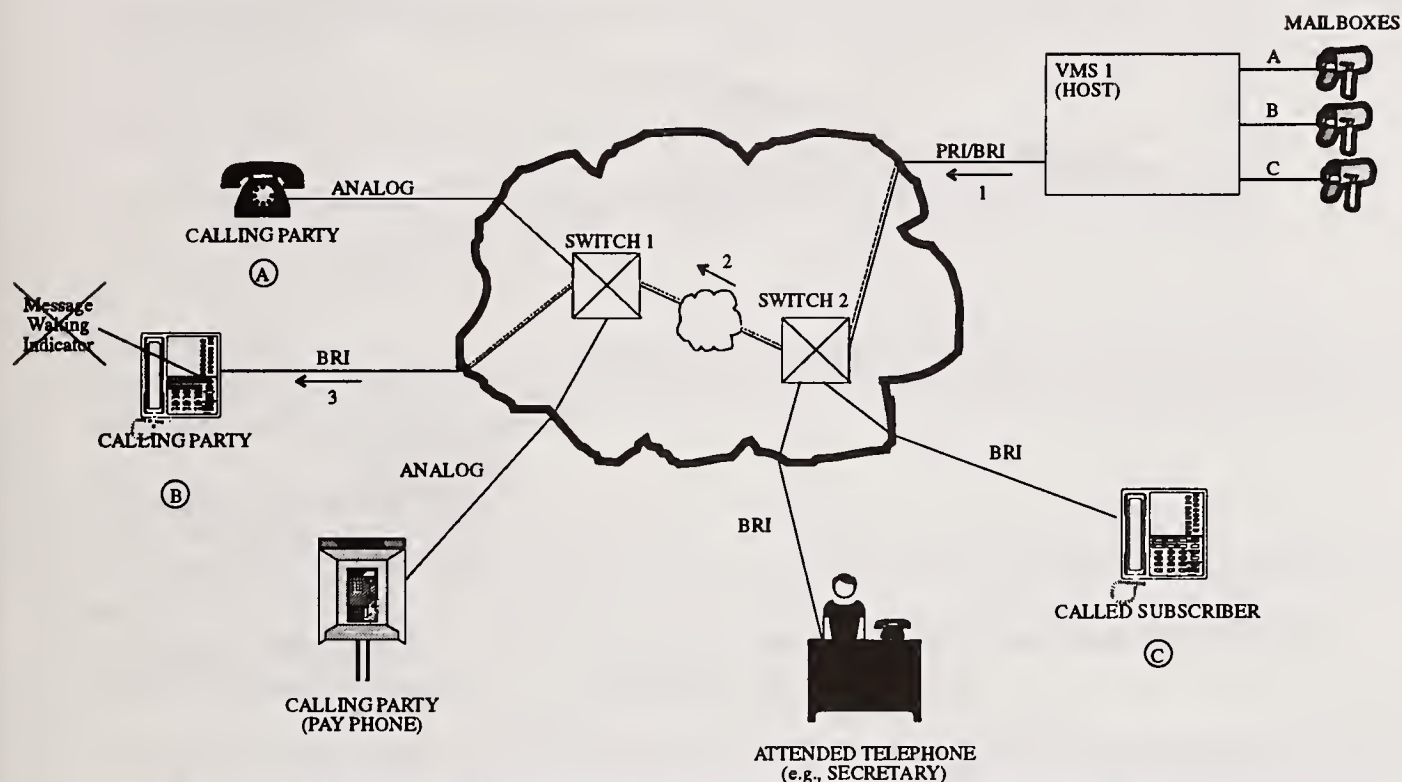 MAILBOXES
VMS 1
(HOST)
A
B
C
PRI/BRI
1
ANALOG
CALLING PARTY
A
SWITCH 1
2
SWITCH 2
Message
Waiting
Indicator
BRI
3
CALLING PARTY
B
ANALOG
BRI
BRI
CALLED SUBSCRIBER
C
CALLING PARTY
(PAY PHONE)
ATTENDED TELEPHONE
(e.g., SECRETARY)